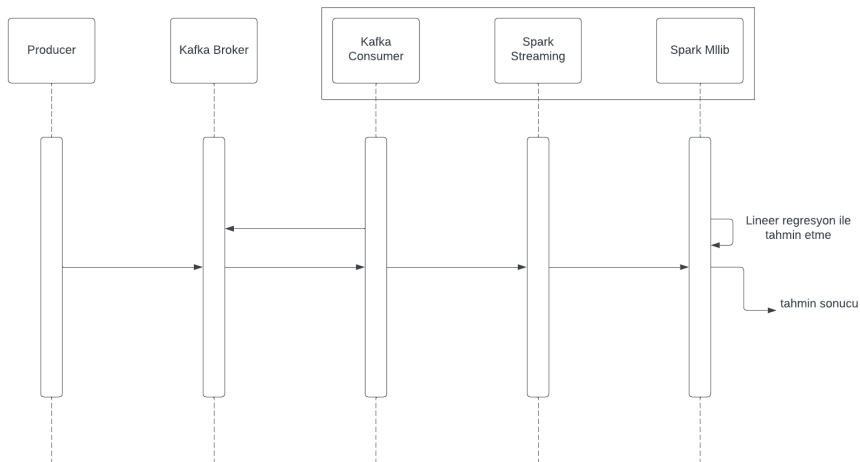 Producer
Kafka Broker
Kafka
Consumer
Spark
Streaming
Spark Mllib
Lineer regresyon ile
tahmin etme
tahmin sonucu